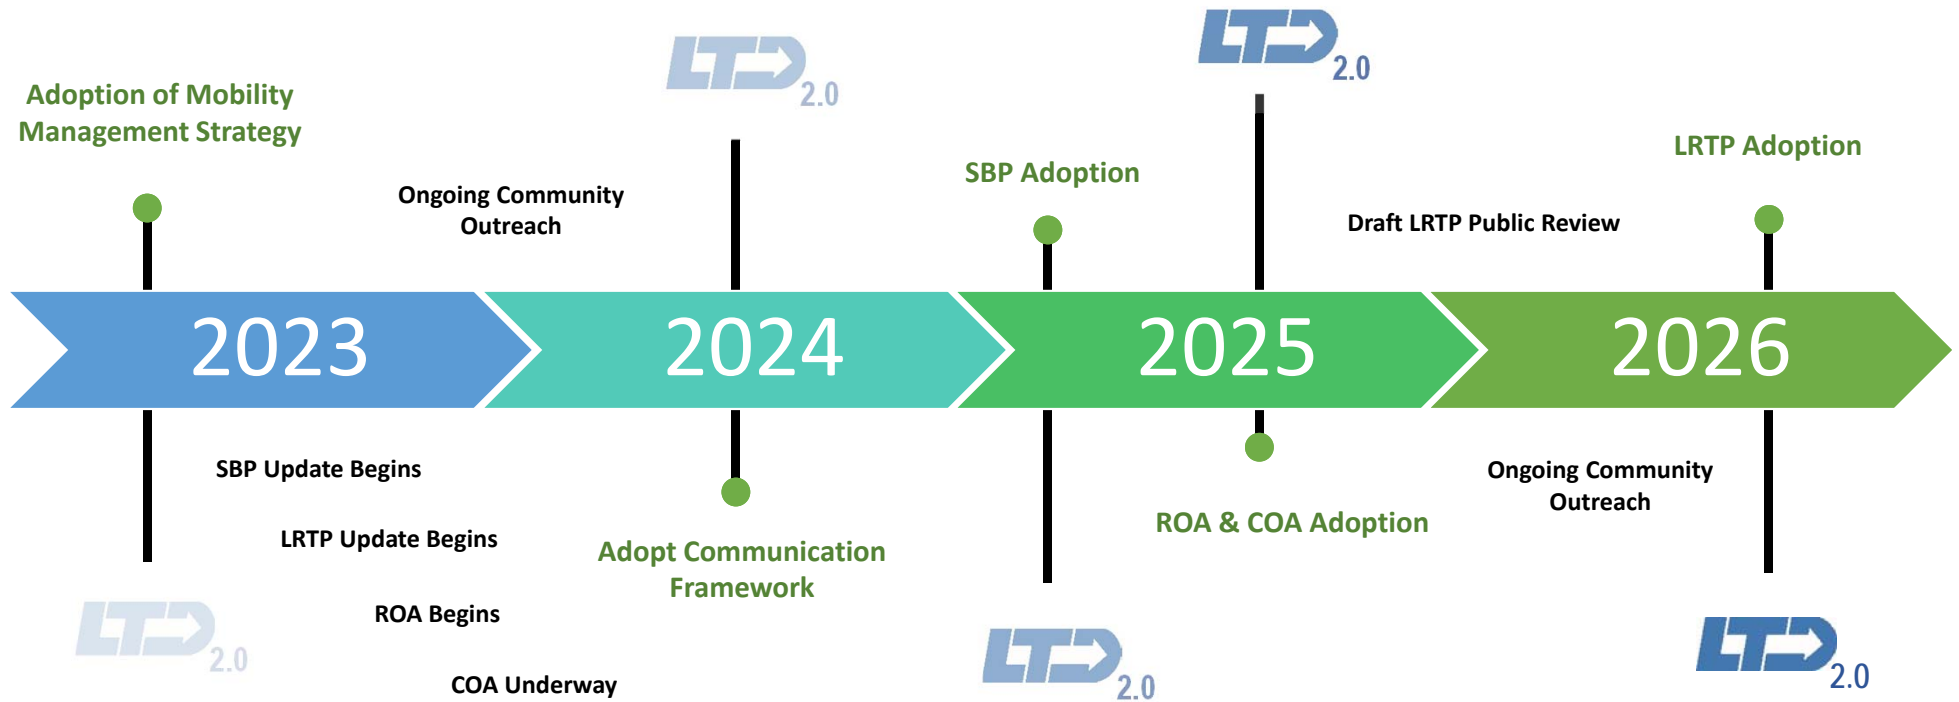 LTD
2.0
LTD
2.0
Adoption of Mobility
Management Strategy
LRTP Adoption
SBP Adoption
Ongoing Community
Outreach
Draft LRTP Public Review
2023
2024
2025
2026
SBP Update Begins
Ongoing Community
Outreach
ROA & COA Adoption
LRTP Update Begins
Adopt Communication
Framework
ROA Begins
LTD
2.0
COA Underway
LTD
2.0
LTD
2.0